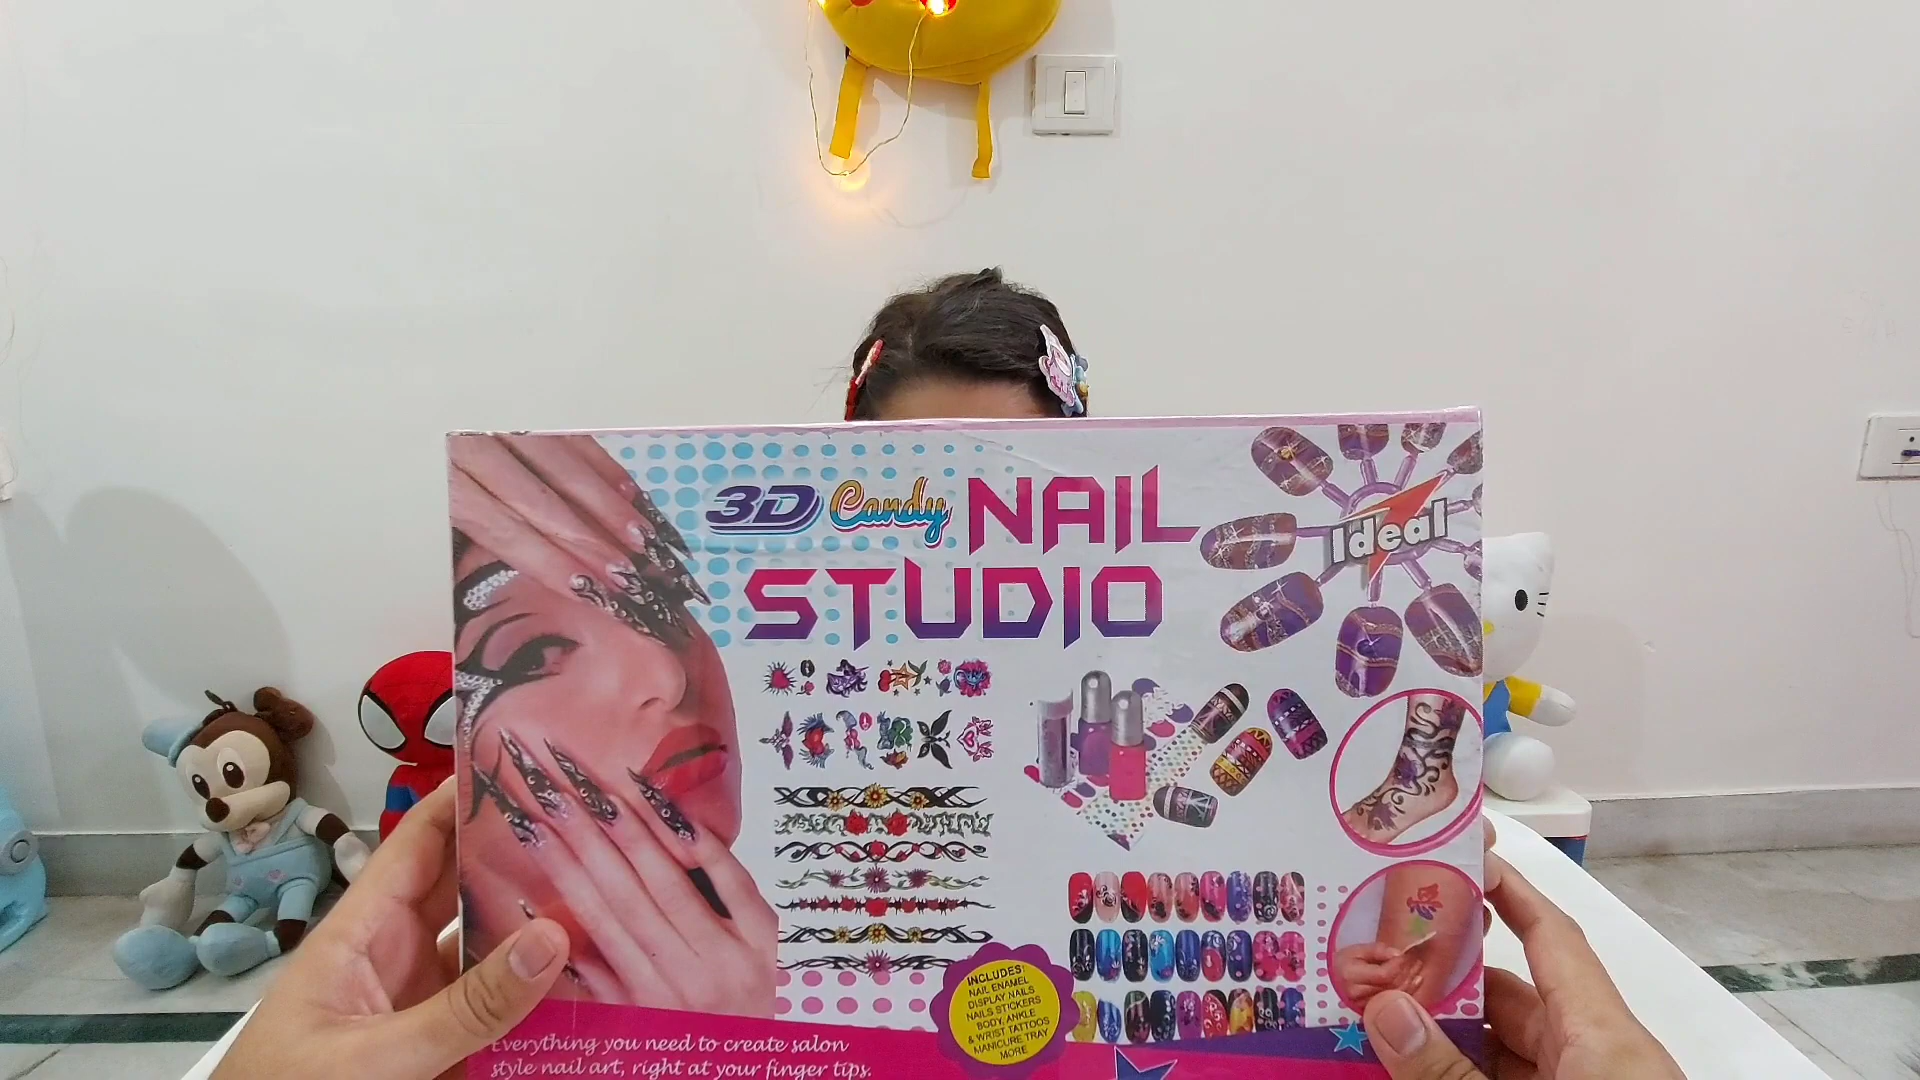 3D Candy NAIL
STUDIO
Ideal
INCLUDES:
NAIL ENAMEL
DISPLAY NAILS
NAILS STICKERS
BODY, ANKLE
& WRIST TATTOOS
MANICURE TRAY
MORE
Everything you need to create salon
style nail art, right at your finger tips.